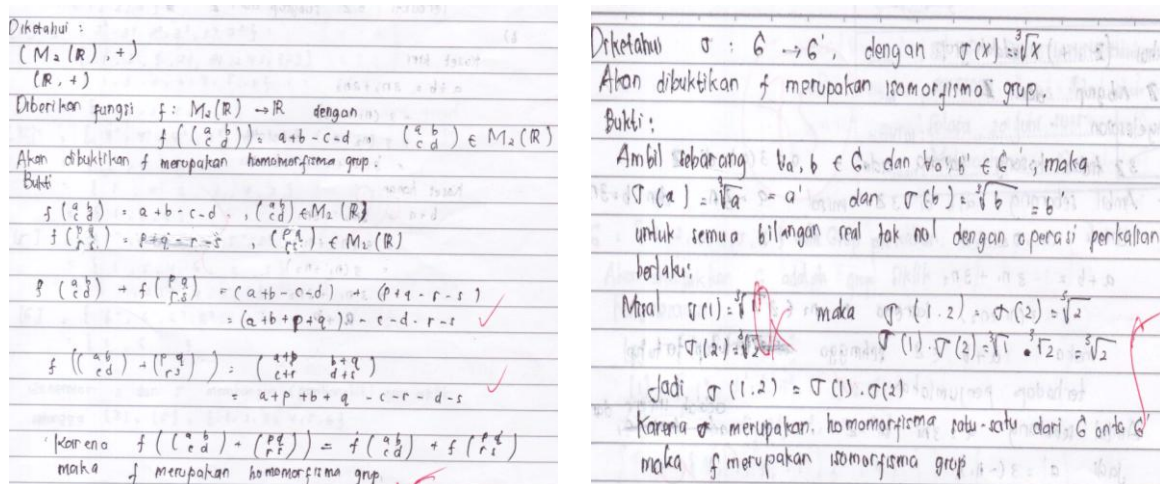 Diketahui :
(M₂(ℝ), +)
(ℝ, +)
Diberikan fungsi f : M₂(ℝ) → ℝ dengan
f((a b / c d)) = a+b -c+d (a b / c d) ∈ M₂(ℝ)
Akan dibuktikan f merupakan homomorfisma grup.
Bukti
f(a b / c d) = a+b-c-d , (a b / c d) ∈ M₂(ℝ)
f(p q / r s) = p+q-r-s (p q / r s) ∈ M₂(ℝ)
f(a b / c d) + f(p q / r s) = (a+b-c+d) + (p+q-r-s)
= (a+b+p+q) - c-d-r-s
f((a b / c d) + (p q / r s)) = (a+p b+q / c+r d+s)
= a+p+b+q -c-r-d-s
Karena f((a b / c d) + (p q / r s)) = f(a b / c d) + f(p q / r s)
maka f merupakan homomorfisma grup
Diketahui σ : G → G', dengan σ(x) = ∛x
Akan dibuktikan f merupakan isomorfisma grup.
Bukti :
Ambil sebarang ∀a, b ∈ G dan ∀a', b' ∈ G', maka
σ(a) = ∛a = a' dan σ(b) = ∛b = b
untuk semua bilangan real tak nol dengan operasi perkalian
berlaku:
Misal σ(1) = ∛1 maka σ(1.2) = σ(2) = ∛2
σ(2) = ∛2 σ(1) . σ(2) = ∛1 . ∛2 = ∛2
Jadi σ(1.2) = σ(1) . σ(2)
Karena σ merupakan homomorfisma satu-satu dari G onto G'
maka f merupakan isomorfisma grup